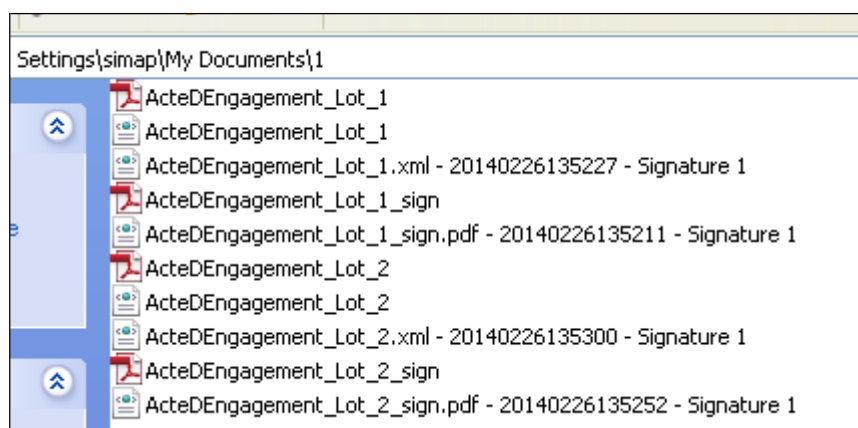 Settings\simap\My Documents\1
ActeDEngagement_Lot_1
ActeDEngagement_Lot_1
ActeDEngagement_Lot_1.xml - 20140226135227 - Signature 1
ActeDEngagement_Lot_1_sign
ActeDEngagement_Lot_1_sign.pdf - 20140226135211 - Signature 1
ActeDEngagement_Lot_2
ActeDEngagement_Lot_2
ActeDEngagement_Lot_2.xml - 20140226135300 - Signature 1
ActeDEngagement_Lot_2_sign
ActeDEngagement_Lot_2_sign.pdf - 20140226135252 - Signature 1